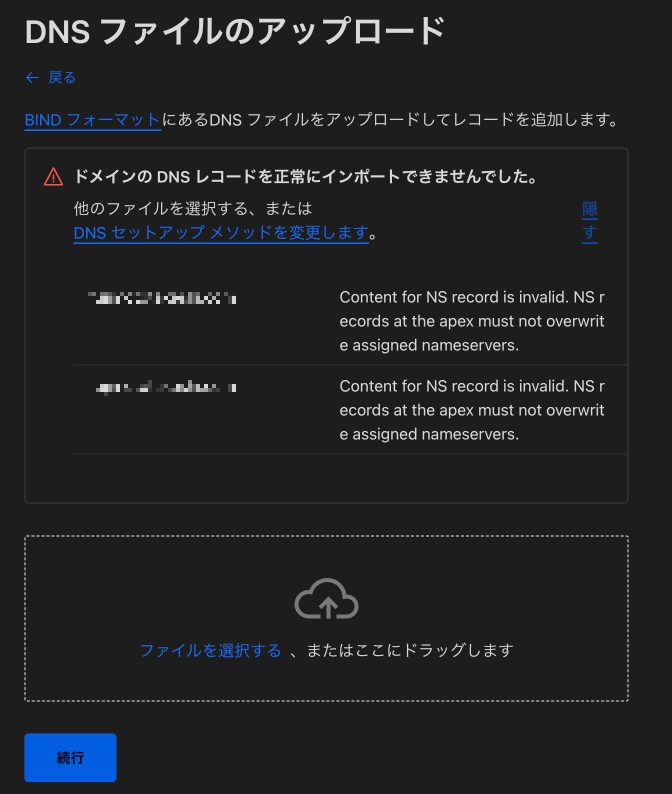 DNS ファイルのアップロード
← 戻る
BIND フォーマットにあるDNS ファイルをアップロードしてレコードを追加します。
ドメインの DNS レコードを正常にインポートできませんでした。
他のファイルを選択する、または
DNS セットアップ メソッドを変更します。
隠
す
Content for NS record is invalid. NS r
ecords at the apex must not overwrit
e assigned nameservers.
Content for NS record is invalid. NS r
ecords at the apex must not overwrit
e assigned nameservers.
ファイルを選択する 、またはここにドラッグします
続行